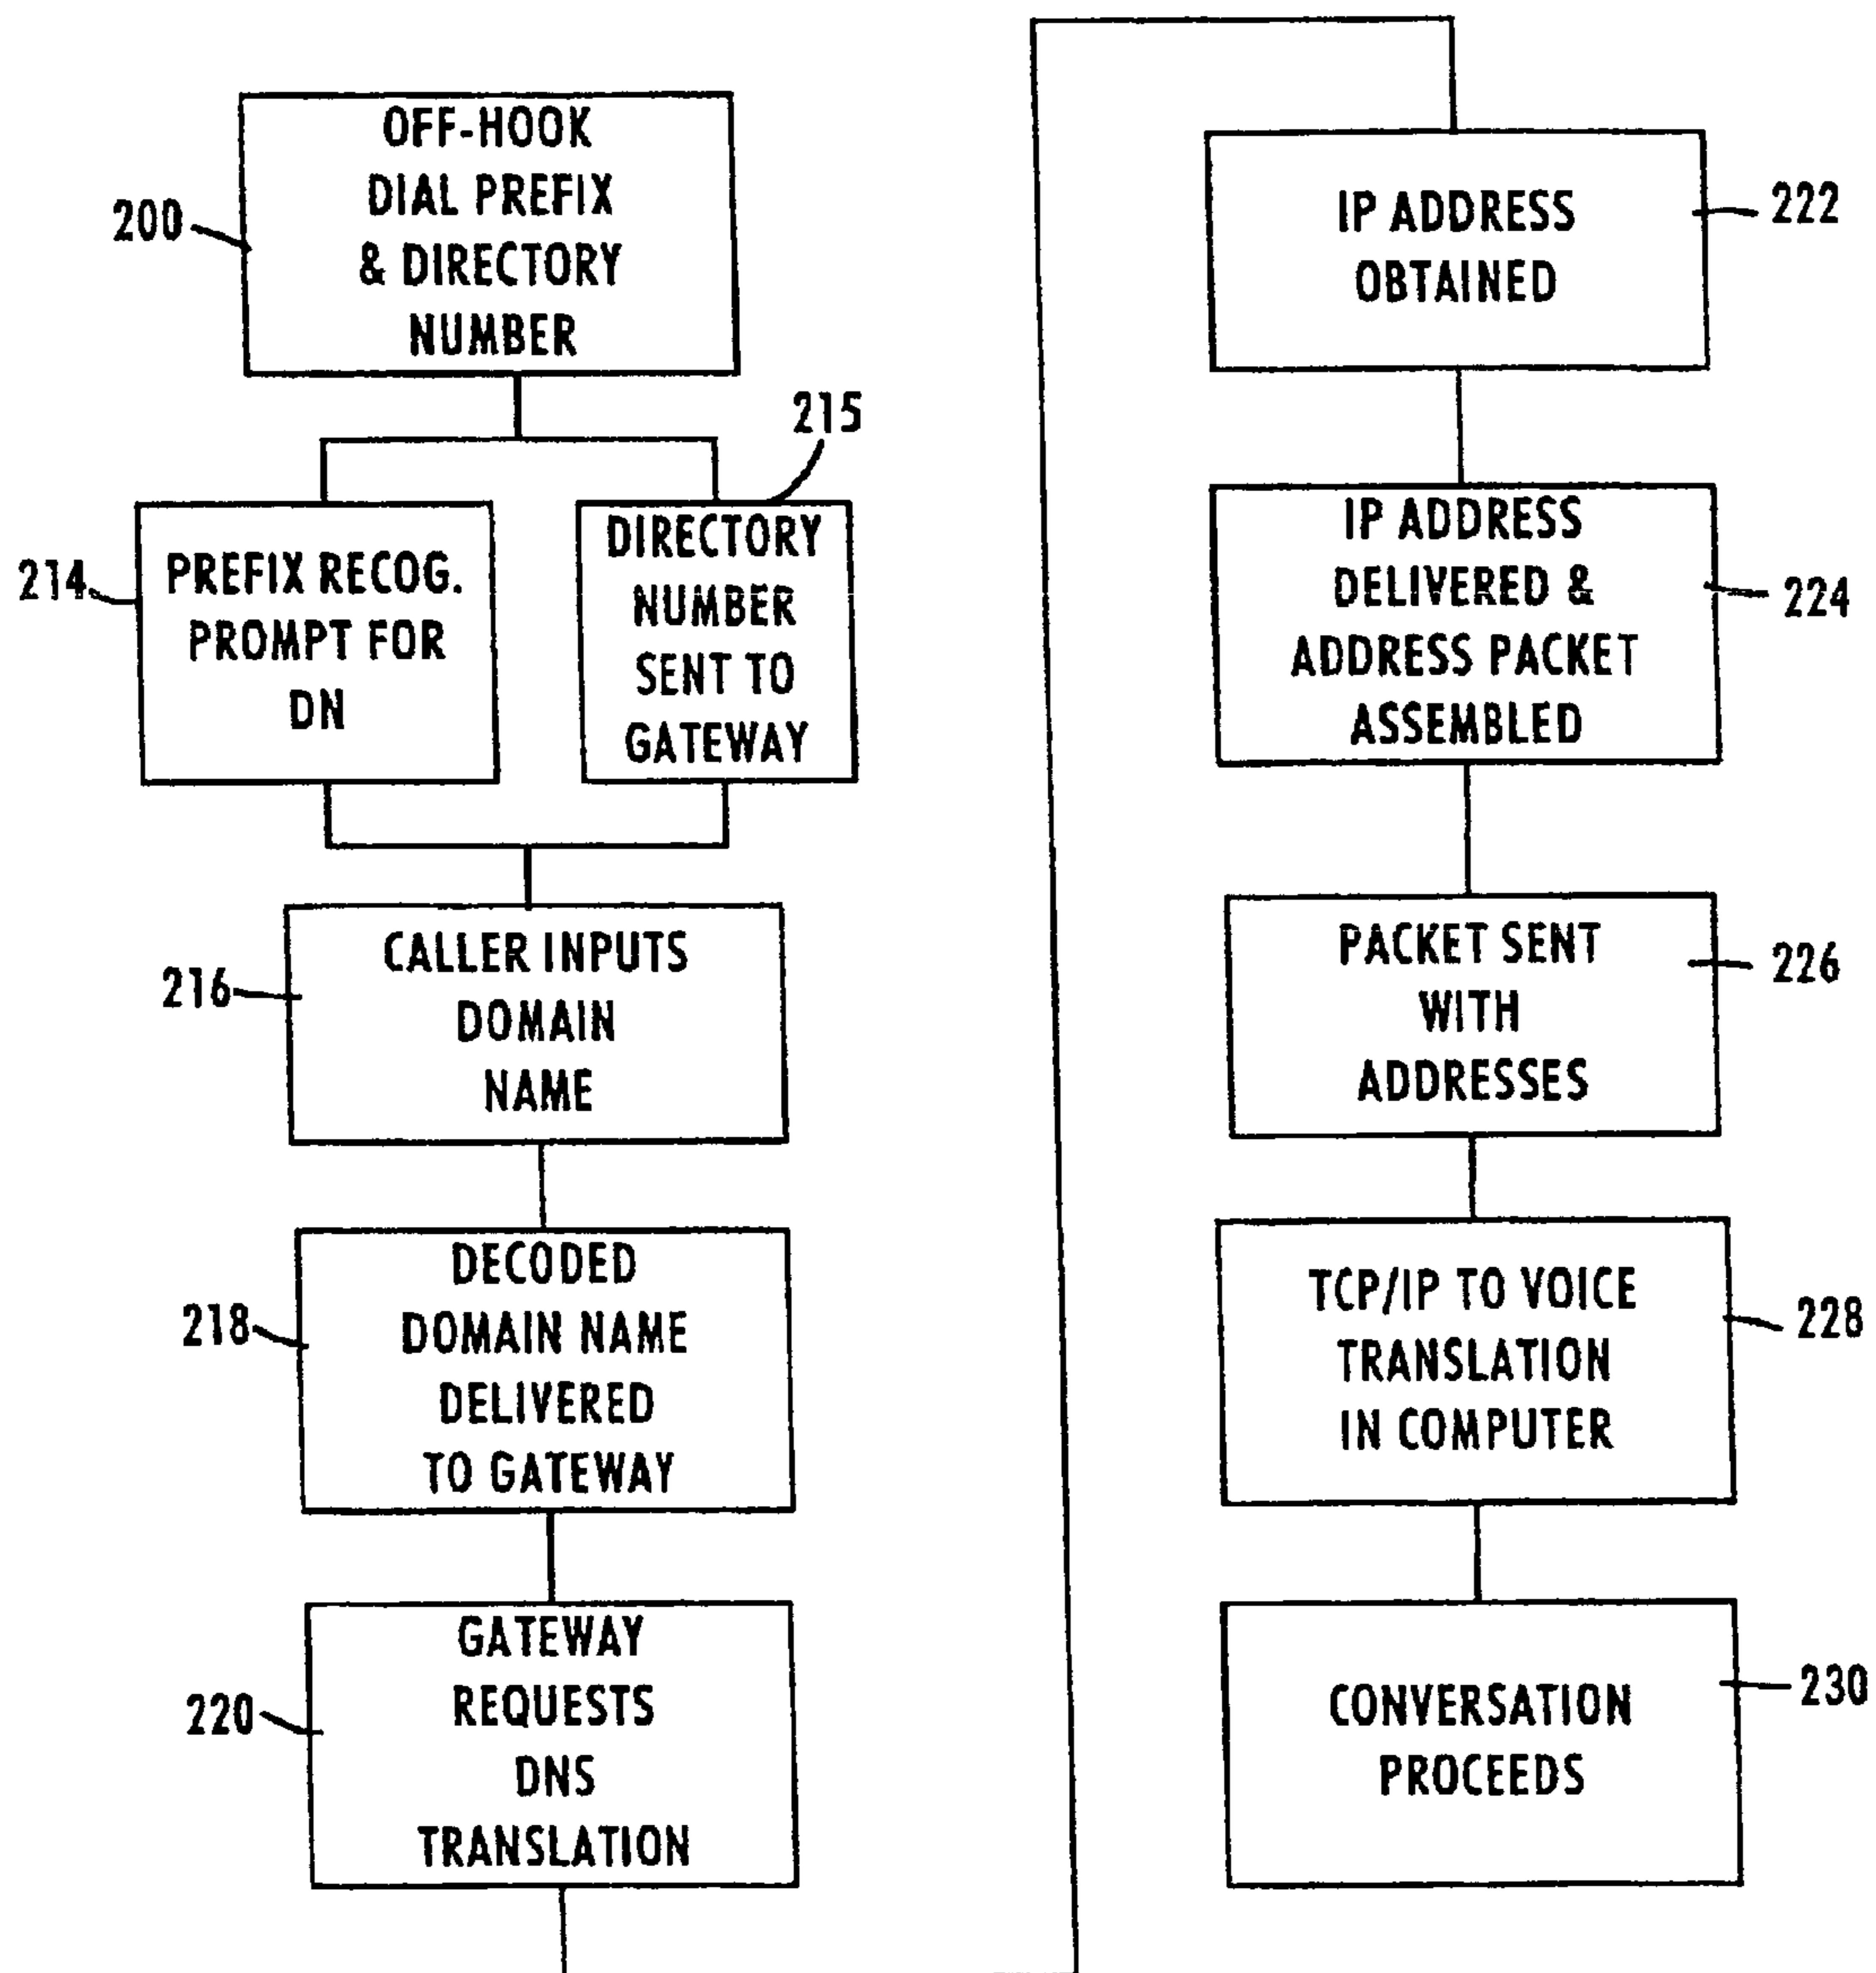 OFF-HOOK
DIAL PREFIX
& DIRECTORY
NUMBER
200
215
PREFIX RECOG.
PROMPT FOR
DN
214
DIRECTORY
NUMBER
SENT TO
GATEWAY
CALLER INPUTS
DOMAIN
NAME
216
DECODED
DOMAIN NAME
DELIVERED
TO GATEWAY
218
GATEWAY
REQUESTS
DNS
TRANSLATION
220
IP ADDRESS
OBTAINED
222
IP ADDRESS
DELIVERED &
ADDRESS PACKET
ASSEMBLED
224
PACKET SENT
WITH
ADDRESSES
226
TCP/IP TO VOICE
TRANSLATION
IN COMPUTER
228
CONVERSATION
PROCEEDS
230